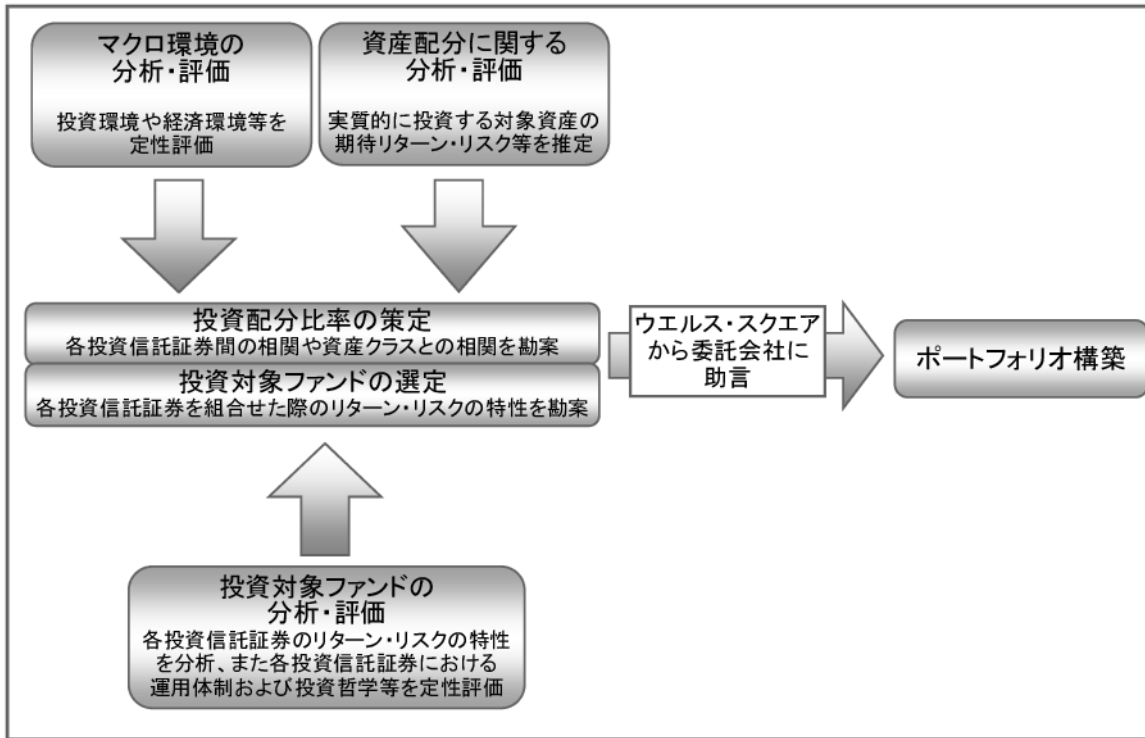 マクロ環境の
分析・評価
投資環境や経済環境等を
定性評価
資産配分に関する
分析・評価
実質的に投資する対象資産の
期待リターン・リスク等を推定
投資配分比率の策定
各投資信託証券間の相関や資産クラスとの相関を勘案
投資対象ファンドの選定
各投資信託証券を組合せた際のリターン・リスクの特性を勘案
ウエルス・スクエア
から委託会社に
助言
ポートフォリオ構築
投資対象ファンドの
分析・評価
各投資信託証券のリターン・リスクの特性
を分析、また各投資信託証券における
運用体制および投資哲学等を定性評価